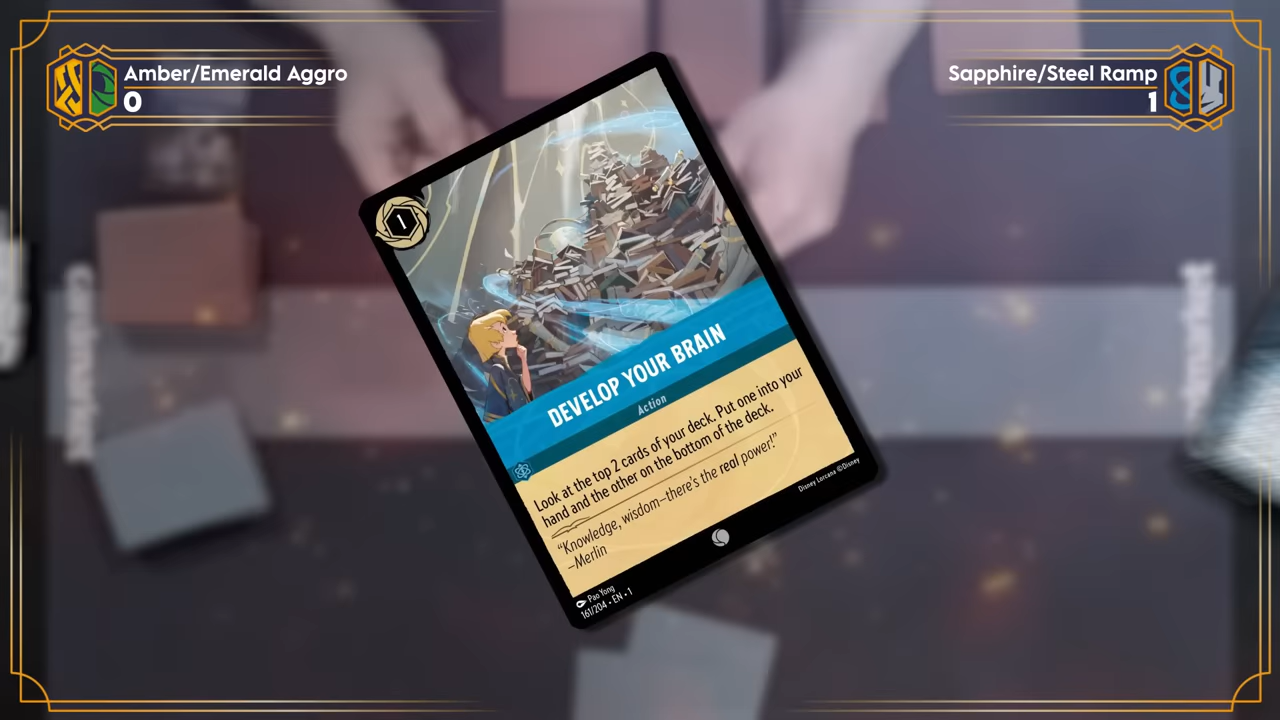 Amber/Emerald Aggro
0
Sapphire/Steel Ramp
1
1
DEVELOP YOUR BRAIN
Action
Look at the top 2 cards of your deck. Put one into your
hand and the other on the bottom of the deck.
“Knowledge, wisdom–there's the real power!”
–Merlin
Disney Lorcana ©Disney
Pao Yong
161/204 • EN • 1